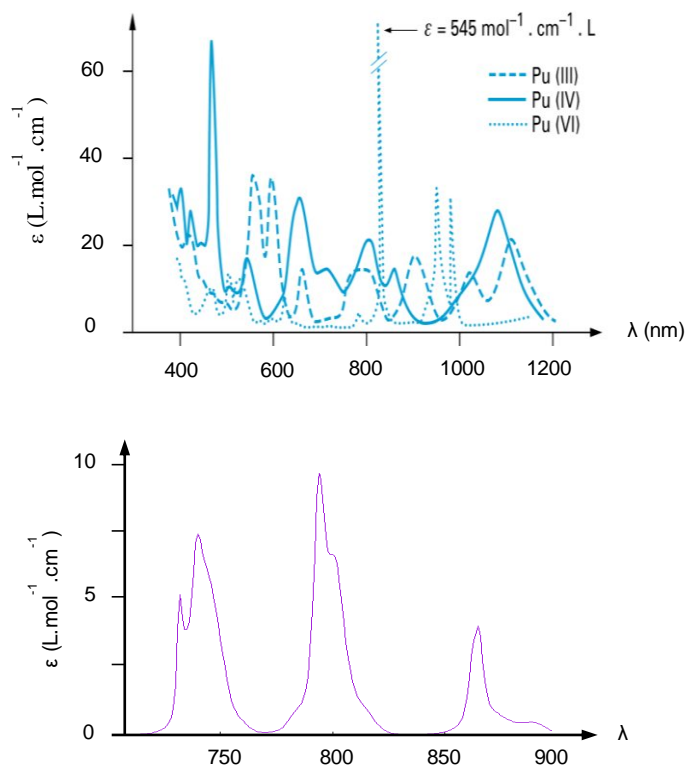 ε = 545 mol⁻¹ . cm⁻¹ . L
60
Pu (III)
Pu (IV)
Pu (VI)
40
ε (L.mol⁻¹.cm⁻¹)
20
0
λ (nm)
400 600 800 1000 1200
10
5
ε (L.mol⁻¹.cm⁻¹)
0
λ
750 800 850 900